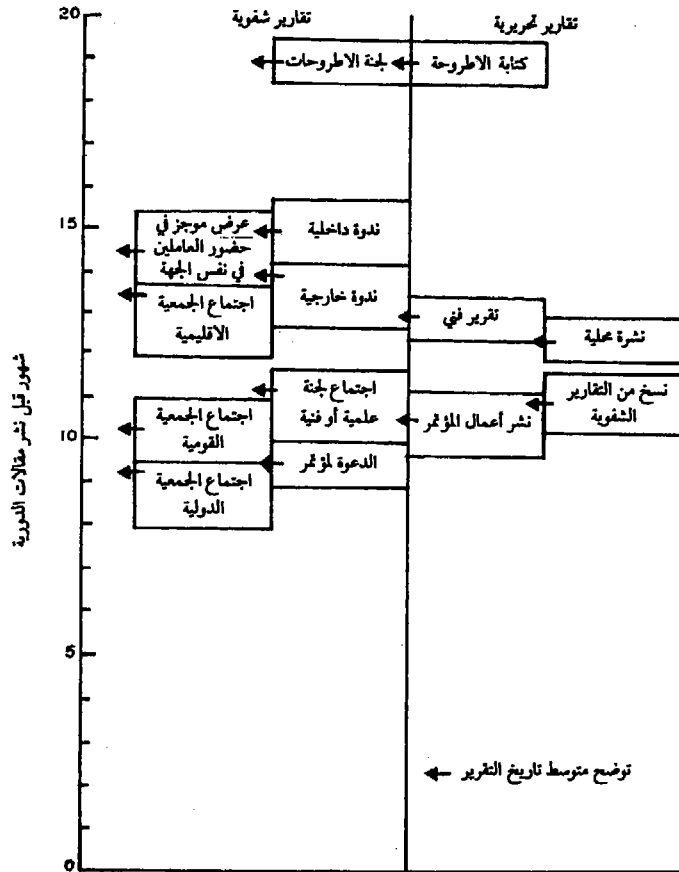 تقارير تحريرية
تقارير شفوية
20
كتابة الاطروحة
لجنة الاطروحات
15
ندوة داخلية
عرض موجز في
حضور العاملين
في نفس الجهة
ندوة خارجية
اجتماع الجمعية
الاقليمية
تقرير فني
نشرة محلية
نسخ من التقارير
الشفوية
نشر أعمال المؤتمر
اجتماع لجنة
علمية أو فنية
اجتماع الجمعية
القومية
10
الدعوة لمؤتمر
اجتماع الجمعية
الدولية
شهور قبل نشر مقالات الدورية
5
توضح متوسط تاريخ التقرير
0